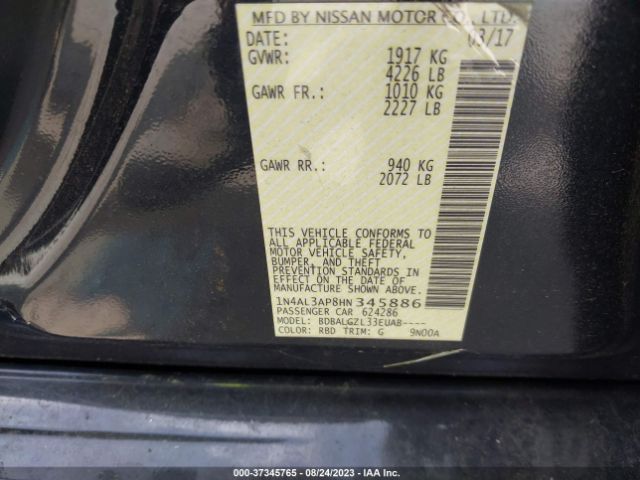 MFD BY NISSAN MOTOR CO., LTD.
DATE: 03/17
GVWR: 1917 KG
4226 LB
GAWR FR.: 1010 KG
2227 LB
GAWR RR.: 940 KG
2072 LB
THIS VEHICLE CONFORMS TO
ALL APPLICABLE FEDERAL
MOTOR VEHICLE SAFETY,
BUMPER, AND THEFT
PREVENTION STANDARDS IN
EFFECT ON THE DATE OF
MANUFACTURE SHOWN ABOVE.
1N4AL3AP8HN345886
PASSENGER CAR 624286
MODEL: BDBALGZL33EUAB----
COLOR: RBD TRIM: G 9N00A
000-37345765 - 08/24/2023 - IAA Inc.